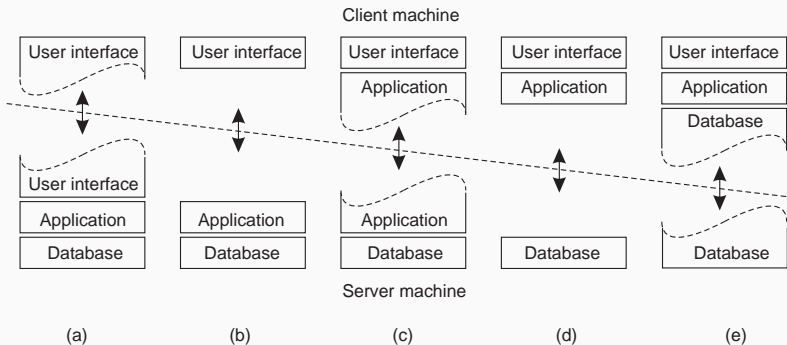 Client machine
User interface User interface User interface User interface User interface
Application Application Application
Database
User interface
Application Application Application
Database Database Database Database Database
Server machine
(a) (b) (c) (d) (e)